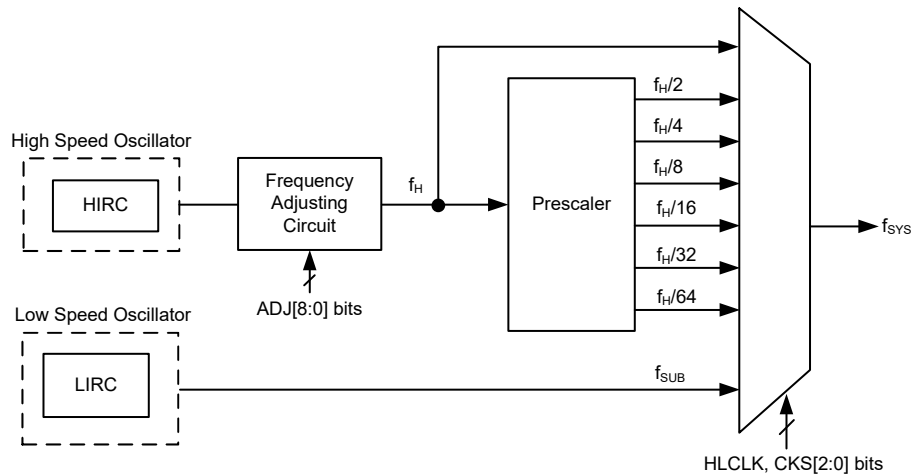 High Speed Oscillator
HIRC
Frequency
Adjusting
Circuit
ADJ[8:0] bits
fH
Prescaler
fH/2
fH/4
fH/8
fH/16
fH/32
fH/64
fSYS
Low Speed Oscillator
LIRC
fSUB
HLCLK, CKS[2:0] bits